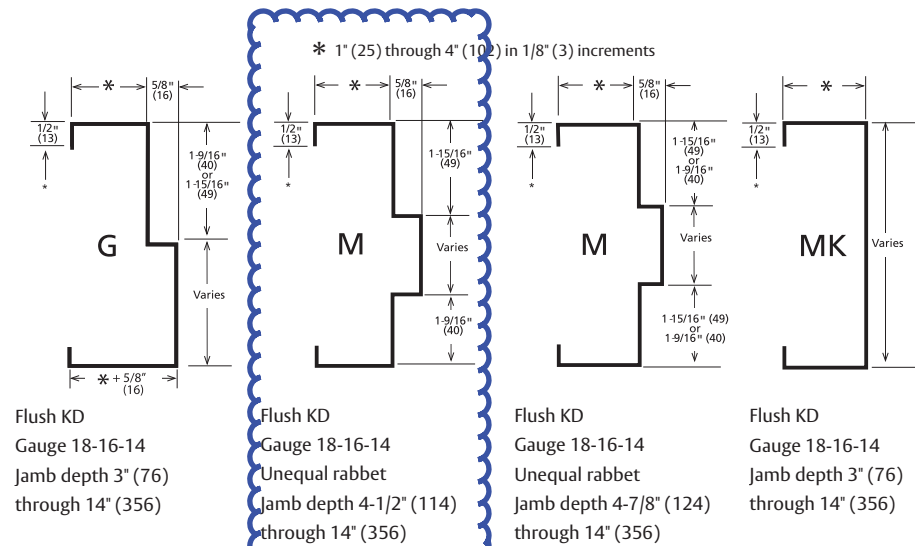 * 1" (25) through 4" (102) in 1/8" (3) increments
*
5/8"
(16)
1/2"
(13)
*
1-9/16"
(40)
or
1-15/16"
(49)
G
Varies
* + 5/8"
(16)
Flush KD
Gauge 18-16-14
Jamb depth 3" (76)
through 14" (356)
*
5/8"
(16)
1/2"
(13)
*
1-15/16"
(49)
M
Varies
1-9/16"
(40)
Flush KD
Gauge 18-16-14
Unequal rabbet
Jamb depth 4-1/2" (114)
through 14" (356)
*
5/8"
(16)
1/2"
(13)
*
1-15/16"
(49)
or
1-9/16"
(40)
M
Varies
1-15/16" (49)
or
1-9/16" (40)
Flush KD
Gauge 18-16-14
Unequal rabbet
Jamb depth 4-7/8" (124)
through 14" (356)
*
1/2"
(13)
*
MK
Varies
Flush KD
Gauge 18-16-14
Jamb depth 3" (76)
through 14" (356)